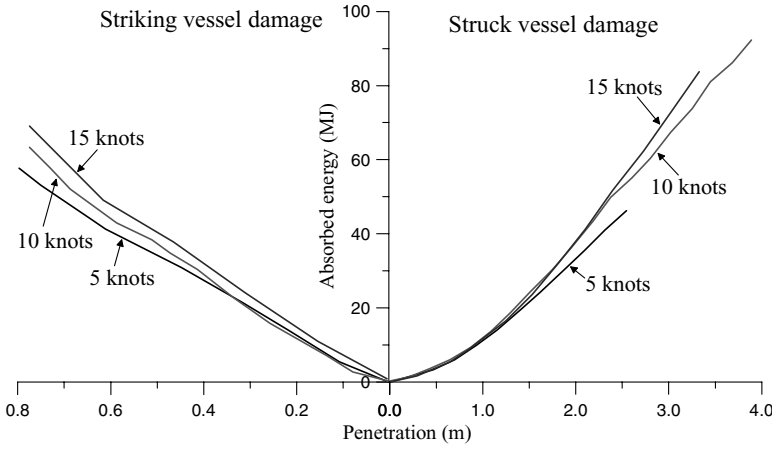 Striking vessel damage
Struck vessel damage
100
80
60
40
20
0
Absorbed energy (MJ)
15 knots
10 knots
5 knots
15 knots
10 knots
5 knots
0.8
0.6
0.4
0.2
0.0
0.0
1.0
2.0
3.0
4.0
Penetration (m)